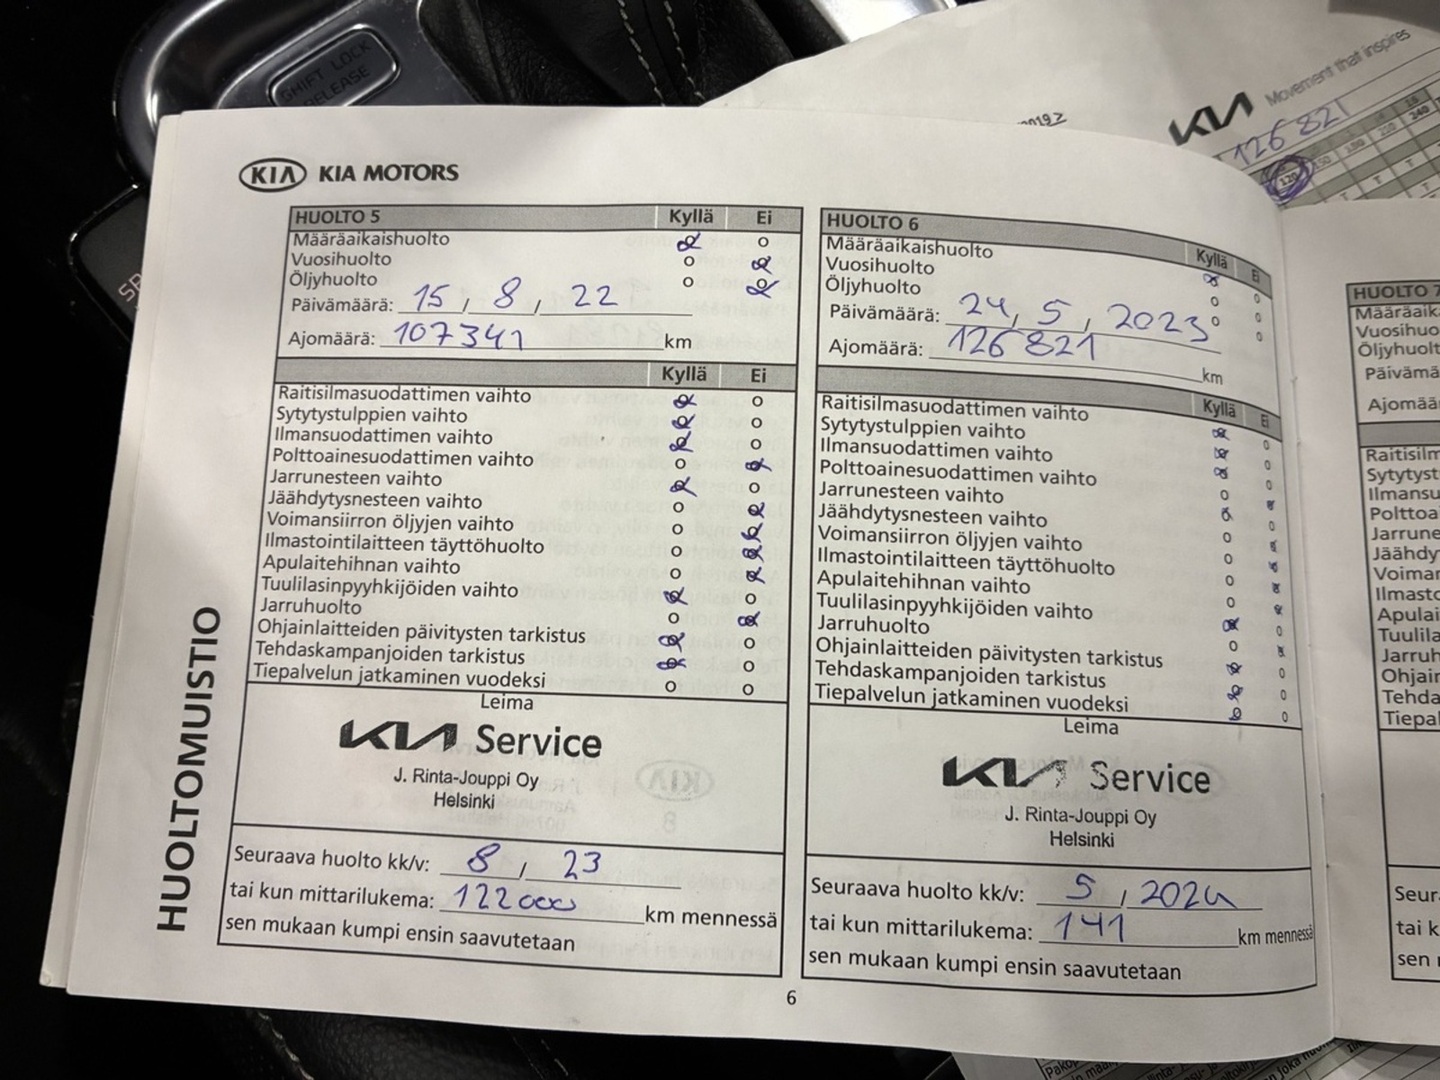 SHIFT LOCK
RELEASE
KIA Movement that inspires
126 821
120
KIA KIA MOTORS
HUOLTOMUISTIO
HUOLTO 5 Kyllä Ei
Määräaikaishuolto
Vuosihuolto
Öljyhuolto
Päivämäärä: 15 / 8 / 22
Ajomäärä: 107341 km
Kyllä Ei
Raitisilmasuodattimen vaihto
Sytytystulppien vaihto
Ilmansuodattimen vaihto
Polttoainesuodattimen vaihto
Jarrunesteen vaihto
Jäähdytysnesteen vaihto
Voimansiirron öljyjen vaihto
Ilmastointilaitteen täyttöhuolto
Apulaitehihnan vaihto
Tuulilasinpyyhkijöiden vaihto
Jarruhuolto
Ohjainlaitteiden päivitysten tarkistus
Tehdaskampanjoiden tarkistus
Tiepalvelun jatkaminen vuodeksi
Leima
KIA Service
J. Rinta-Jouppi Oy
Helsinki
Seuraava huolto kk/v: 8 / 23
tai kun mittarilukema: 122000 km mennessä
sen mukaan kumpi ensin saavutetaan
HUOLTO 6 Kyllä Ei
Määräaikaishuolto
Vuosihuolto
Öljyhuolto
Päivämäärä: 24, 5, 2023
Ajomäärä: 126821 km
Kyllä Ei
Raitisilmasuodattimen vaihto
Sytytystulppien vaihto
Ilmansuodattimen vaihto
Polttoainesuodattimen vaihto
Jarrunesteen vaihto
Jäähdytysnesteen vaihto
Voimansiirron öljyjen vaihto
Ilmastointilaitteen täyttöhuolto
Apulaitehihnan vaihto
Tuulilasinpyyhkijöiden vaihto
Jarruhuolto
Ohjainlaitteiden päivitysten tarkistus
Tehdaskampanjoiden tarkistus
Tiepalvelun jatkaminen vuodeksi
Leima
KIA Service
J. Rinta-Jouppi Oy
Helsinki
Seuraava huolto kk/v: 5 / 2024
tai kun mittarilukema: 141 km mennessä
sen mukaan kumpi ensin saavutetaan
6
HUOLTO 7
Päivämä
Ajomää